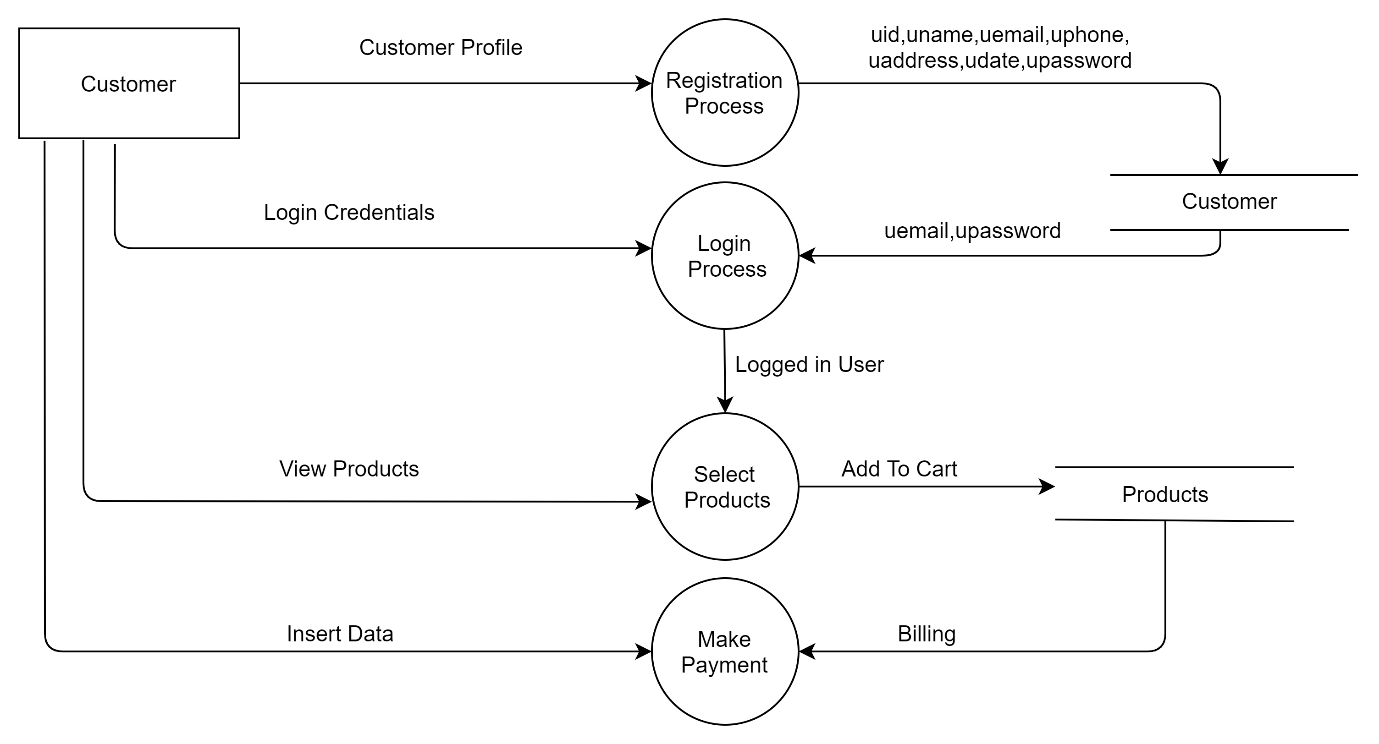 Customer Profile
uid,uname,uemail,uphone,
uaddress,udate,upassword
Customer
Registration
Process
Login Credentials
Customer
uemail,upassword
Login
Process
Logged in User
View Products
Add To Cart
Select
Products
Products
Insert Data
Billing
Make
Payment